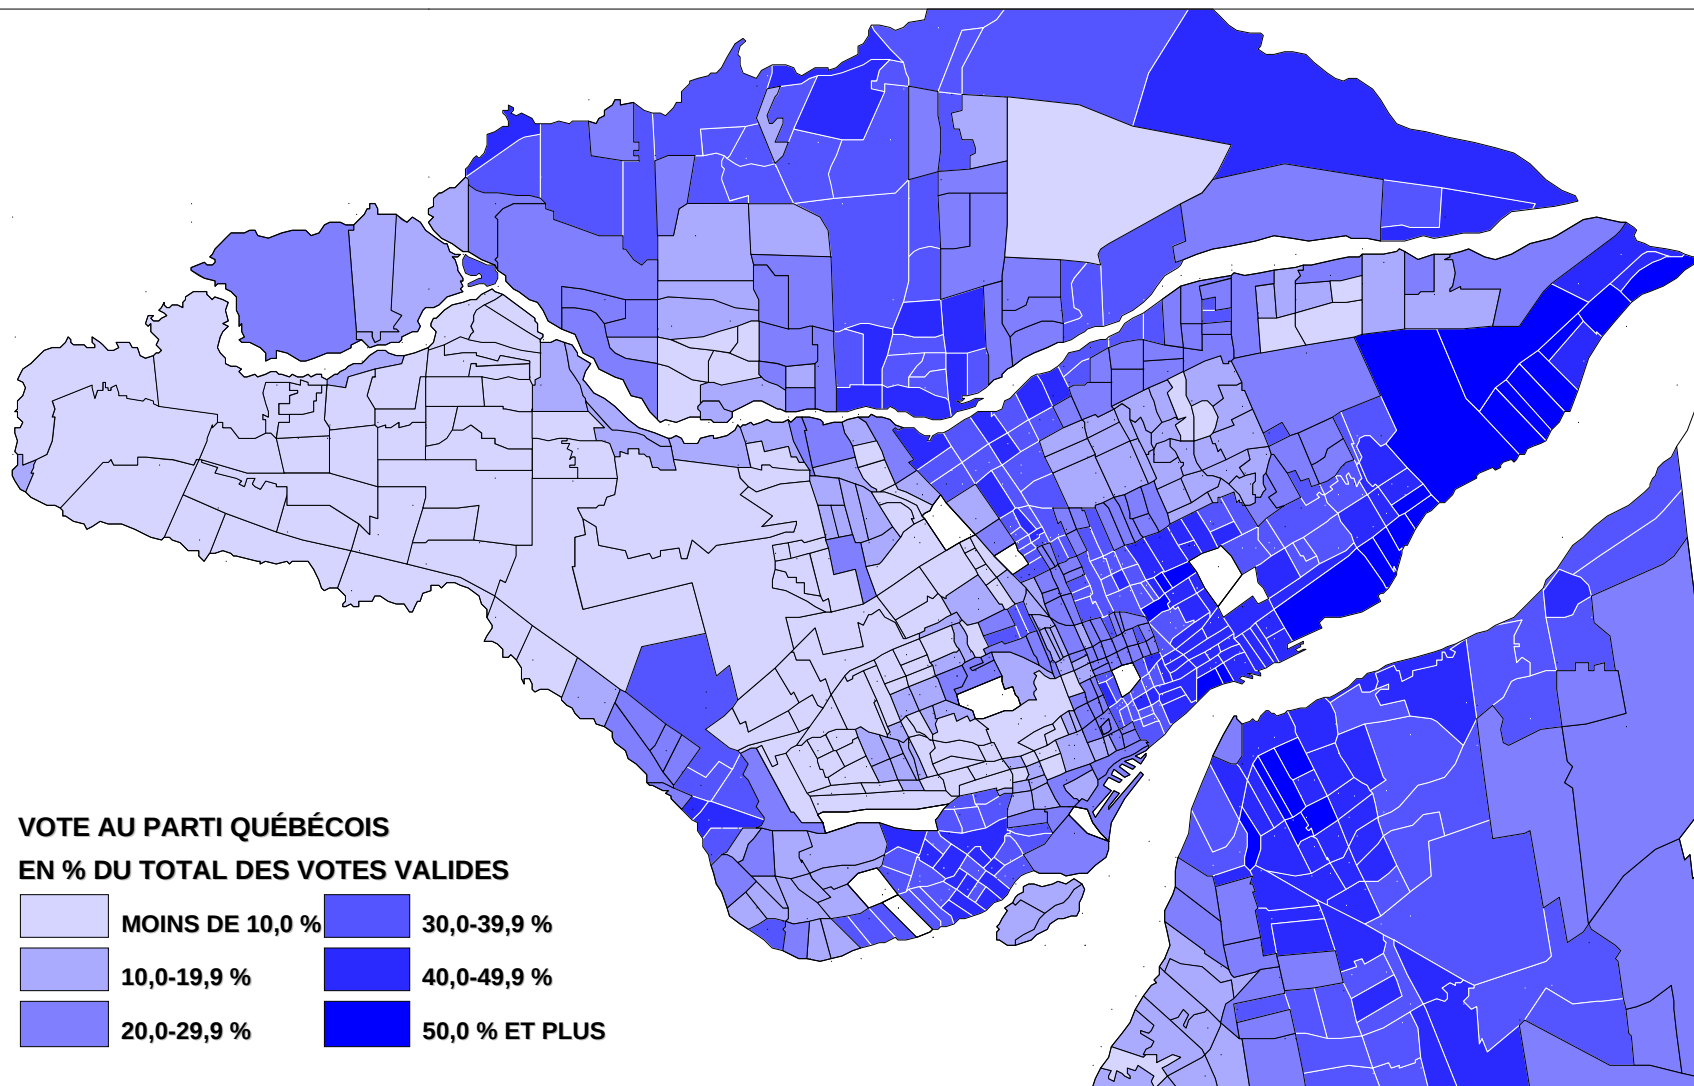 VOTE AU PARTI QUÉBÉCOIS
EN % DU TOTAL DES VOTES VALIDES
MOINS DE 10,0 %
10,0-19,9 %
20,0-29,9 %
30,0-39,9 %
40,0-49,9 %
50,0 % ET PLUS